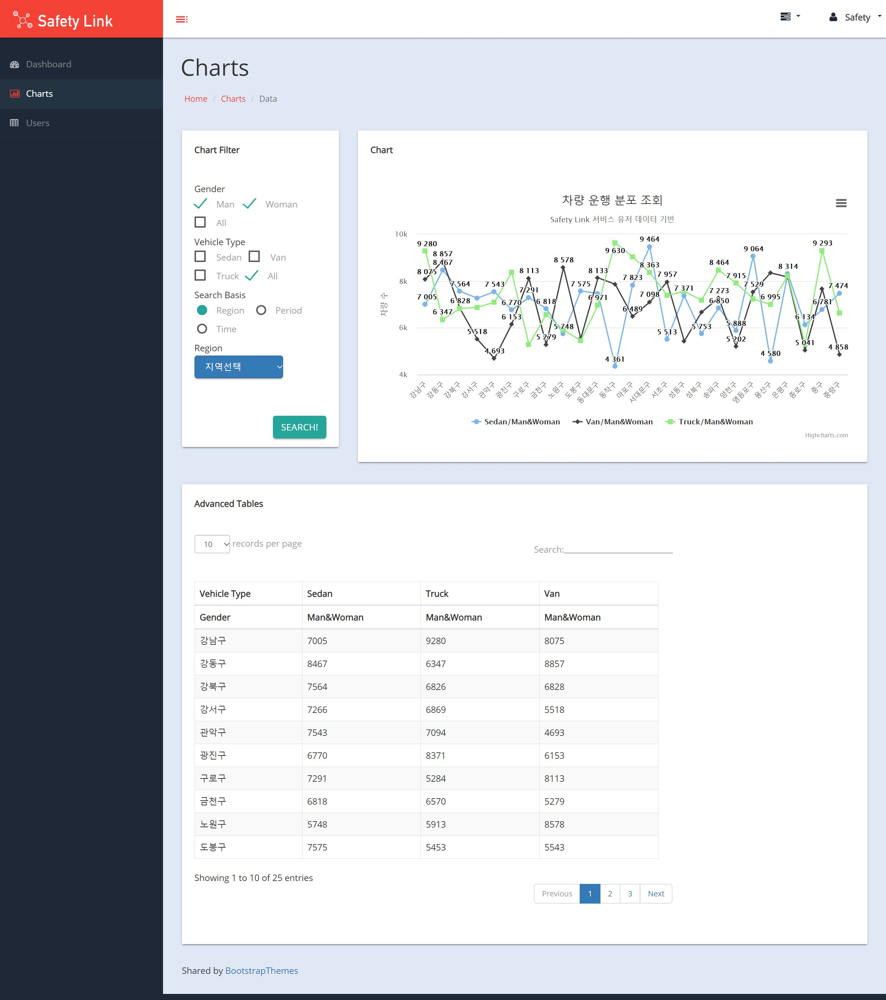 Safety Link
Safety
Dashboard
Charts
Users
Charts
Home / Charts / Data
Chart Filter
Gender
Man Woman
All
Vehicle Type
Sedan Van
Truck All
Search Basis
Region Period
Time
Region
지역선택
SEARCH!
Chart
차량 운행 분포 조회
Safety Link 서비스 유저 데이터 기반
차량 수
10k
8k
6k
4k
9 280
8 075
7 005
8 857
8 467
6 347
7 564
6 828
5 518
7 543
4 693
6 770
6 153
8 113
7 291
6 818
5 279
8 578
5 748
7 575
8 133
6 971
9 630
4 361
7 823
6 489
9 464
8 363
7 098
7 957
5 513
7 371
5 753
8 464
7 273
6 850
7 915
5 888
5 202
9 064
7 529
6 995
4 580
8 314
6 134
5 041
9 293
6 781
7 474
4 858
강남구 강동구 강북구 강서구 관악구 광진구 구로구 금천구 노원구 도봉구 동대문구 동작구 마포구 서대문구 서초구 성동구 성북구 송파구 양천구 영등포구 용산구 은평구 종로구 중구 중랑구
Sedan/Man&Woman Van/Man&Woman Truck/Man&Woman
Highcharts.com
Advanced Tables
10 records per page
Search:
Vehicle Type Sedan Truck Van
Gender Man&Woman Man&Woman Man&Woman
강남구 7005 9280 8075
강동구 8467 6347 8857
강북구 7564 6826 6828
강서구 7266 6869 5518
관악구 7543 7094 4693
광진구 6770 8371 6153
구로구 7291 5284 8113
금천구 6818 6570 5279
노원구 5748 5913 8578
도봉구 7575 5453 5543
Showing 1 to 10 of 25 entries
Previous 1 2 3 Next
Shared by BootstrapThemes